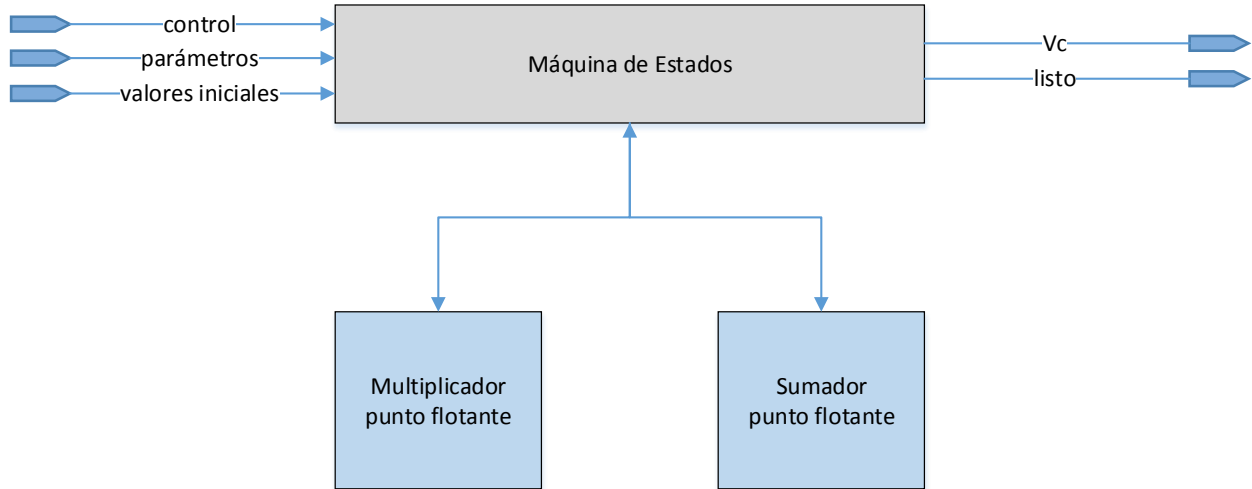 control
parámetros
valores iniciales
Máquina de Estados
Vc
listo
Multiplicador
punto flotante
Sumador
punto flotante